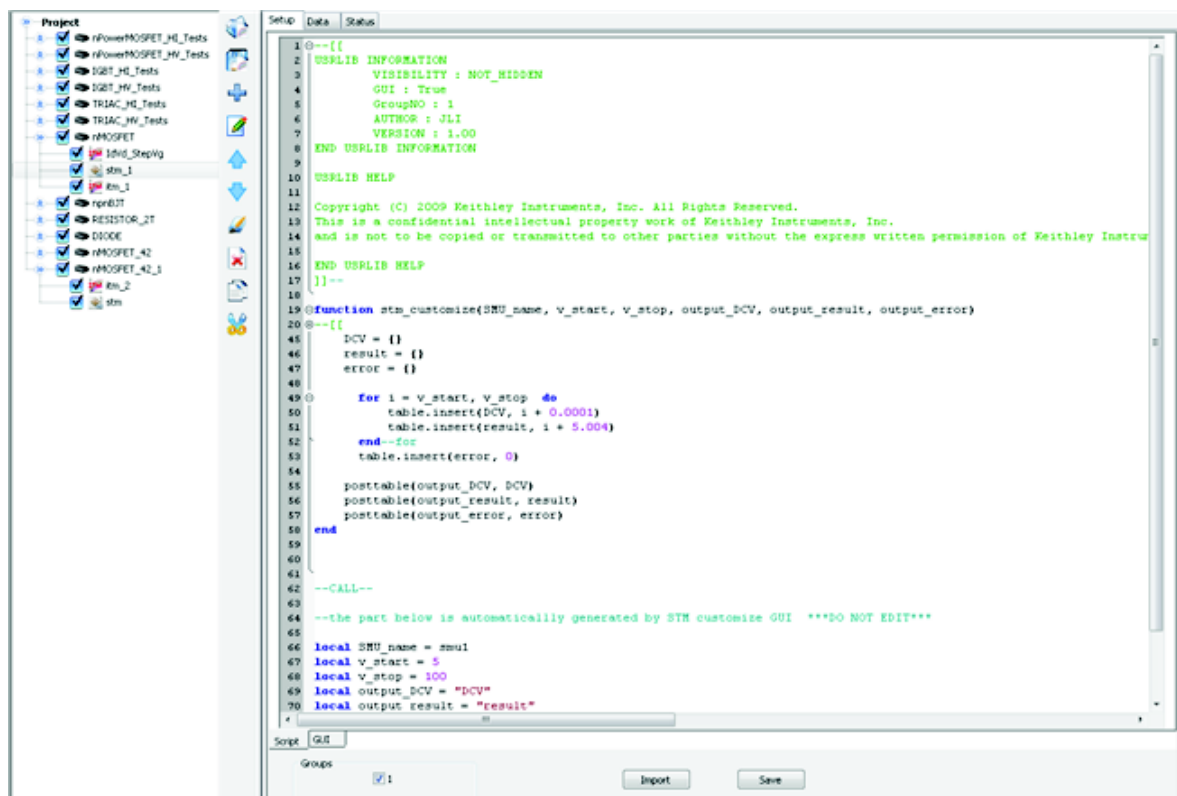 Project
nPowerMOSFET_HI_Tests
nPowerMOSFET_HV_Tests
IGBT_HI_Tests
IGBT_HV_Tests
TRIAC_HI_Tests
TRIAC_HV_Tests
nMOSFET
IdVd_StepVg
stm_1
itm_1
npnBJT
RESISTOR_2T
DIODE
nMOSFET_42
nMOSFET_42_1
itm_2
stm
Setup Data Status
1 --[[
2 USRLIB INFORMATION
3 VISIBILITY : NOT_HIDDEN
4 GUI : True
5 GroupNO : 1
6 AUTHOR : JLI
7 VERSION : 1.00
8 END USRLIB INFORMATION
9
10 USRLIB HELP
11
12 Copyright (C) 2009 Keithley Instruments, Inc. All Rights Reserved.
13 This is a confidential intellectual property work of Keithley Instruments, Inc.
14 and is not to be copied or transmitted to other parties without the express written permission of Keithley Instrum
15
16 END USRLIB HELP
17 ]]--
18
19 function stm_customize(SMU_name, v_start, v_stop, output_DCV, output_result, output_error)
20 --[[
45 DCV = {}
46 result = {}
47 error = {}
48
49 for i = v_start, v_stop do
50 table.insert(DCV, i + 0.0001)
51 table.insert(result, i + 5.004)
52 end--for
53 table.insert(error, 0)
54
55 posttable(output_DCV, DCV)
56 posttable(output_result, result)
57 posttable(output_error, error)
58 end
59
60
61
62 --CALL--
63
64 --the part below is automaticallly generated by STM customize GUI ***DO NOT EDIT***
65
66 local SMU_name = smu1
67 local v_start = 5
68 local v_stop = 100
69 local output_DCV = "DCV"
70 local output_result = "result"
Script GUI
Groups
1
Import Save